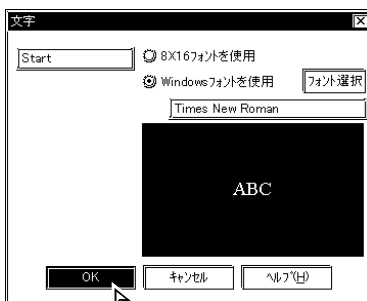 文字
Start
8X16フォントを使用
Windowsフォントを使用
フォント選択
Times New Roman
ABC
OK
キャンセル
ヘルプ(H)